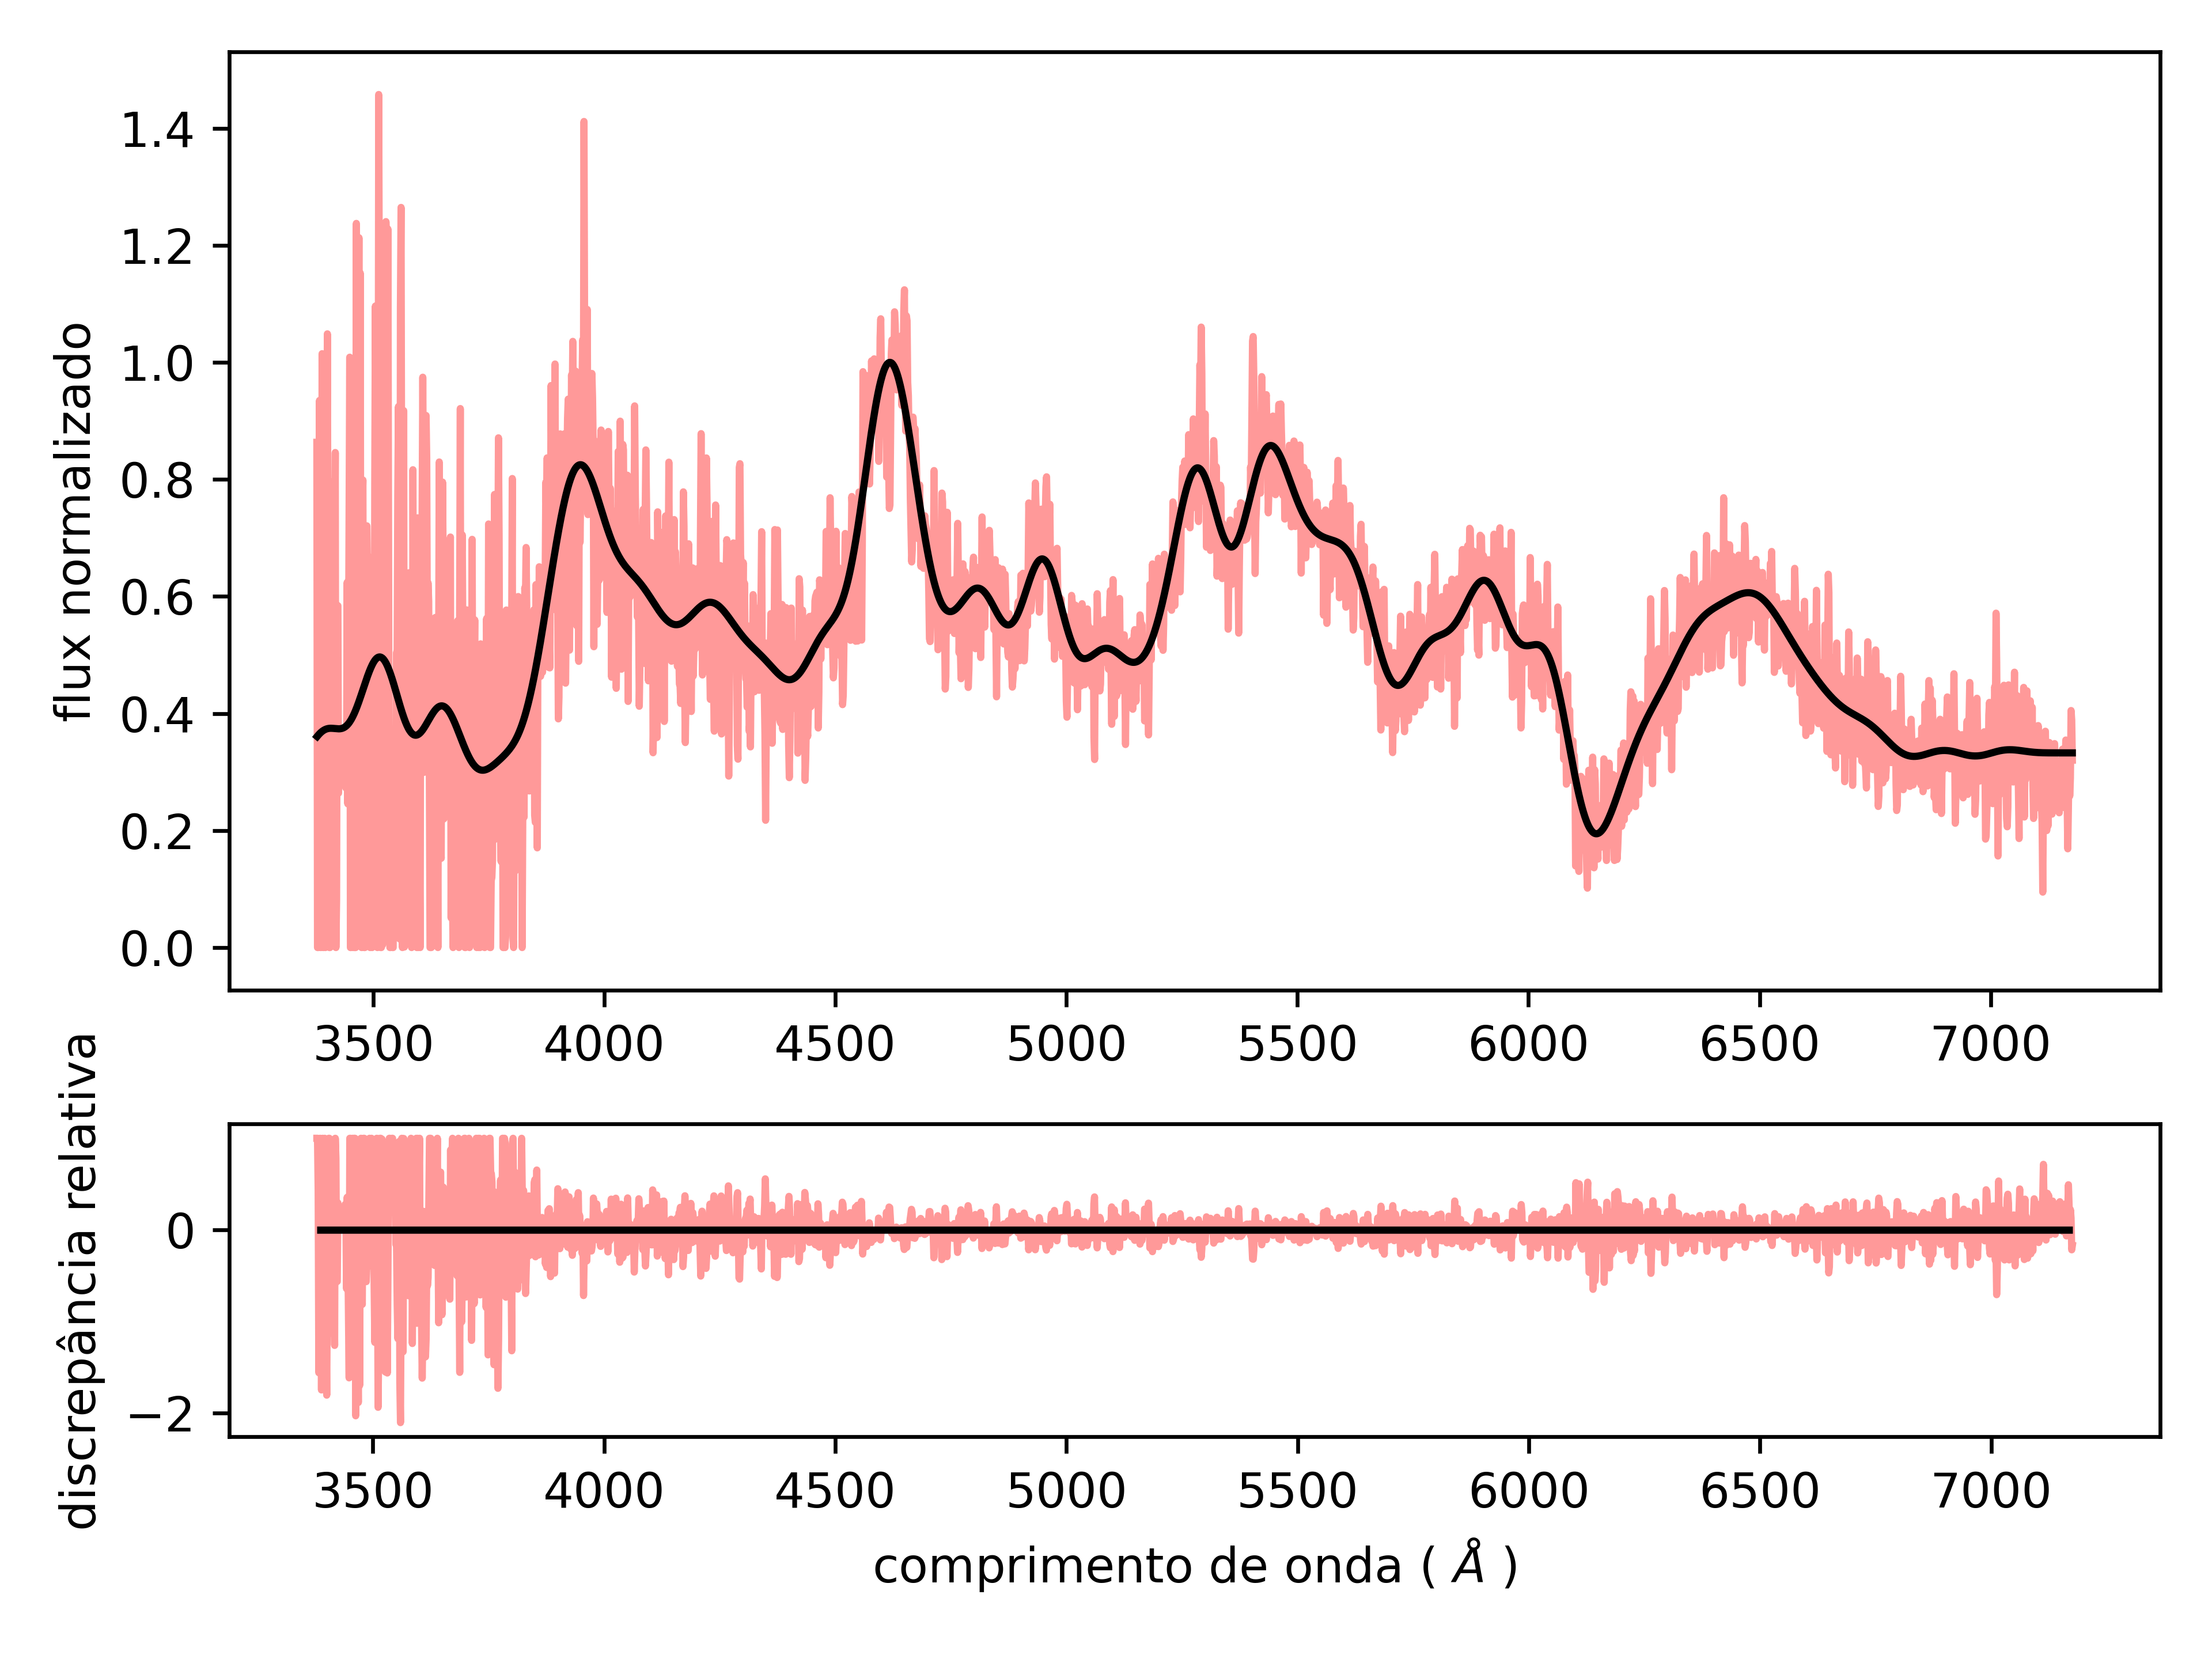 flux normalizado
1.4
1.2
1.0
0.8
0.6
0.4
0.2
0.0
3500 4000 4500 5000 5500 6000 6500 7000
discrepância relativa
0
−2
3500 4000 4500 5000 5500 6000 6500 7000
comprimento de onda ( Å )